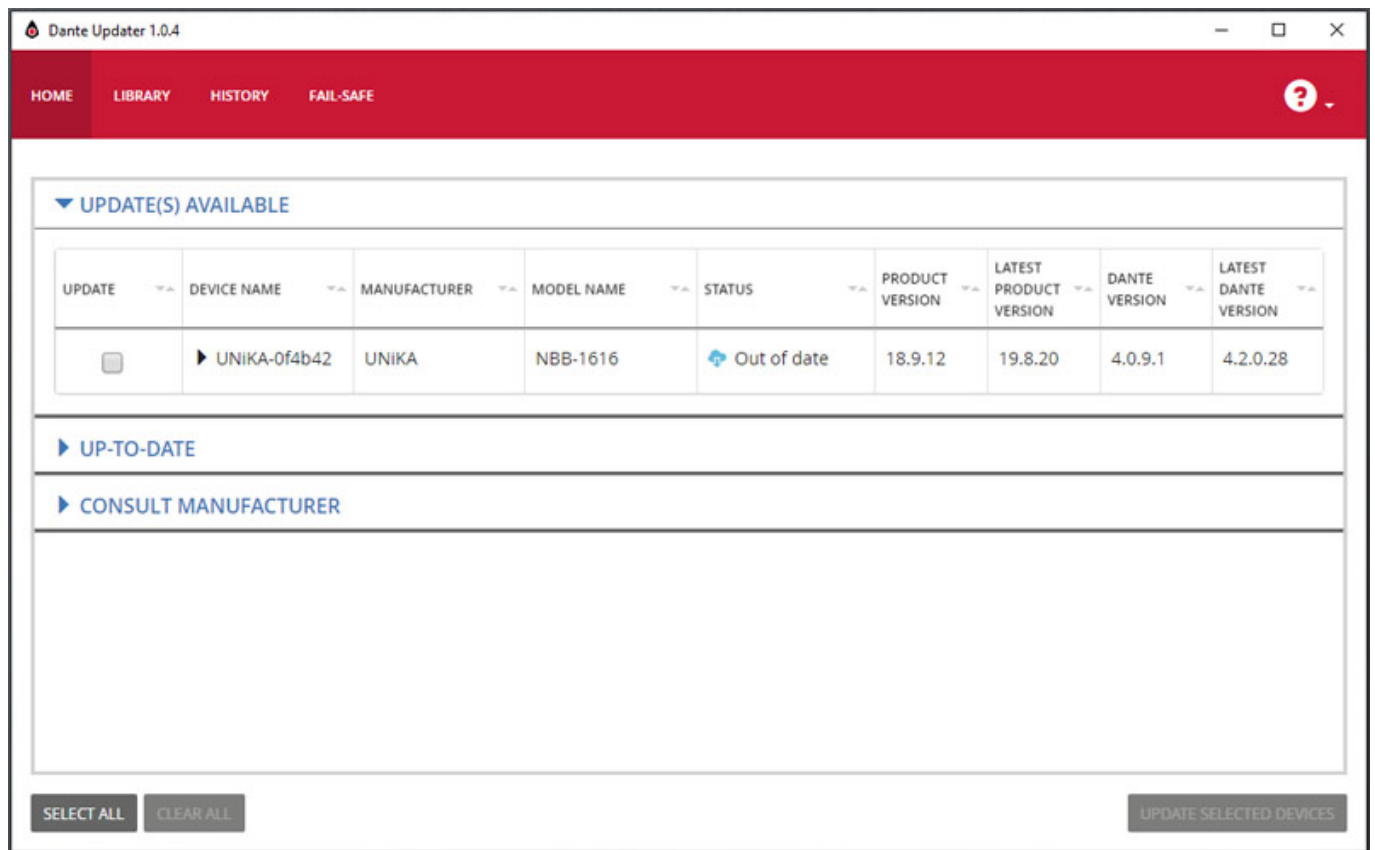 Dante Updater 1.0.4
HOME LIBRARY HISTORY FAIL-SAFE ?
UPDATE(S) AVAILABLE
UPDATE DEVICE NAME MANUFACTURER MODEL NAME STATUS PRODUCT VERSION LATEST PRODUCT VERSION DANTE VERSION LATEST DANTE VERSION
UNiKA-0f4b42 UNiKA NBB-1616 Out of date 18.9.12 19.8.20 4.0.9.1 4.2.0.28
UP-TO-DATE
CONSULT MANUFACTURER
SELECT ALL CLEAR ALL UPDATE SELECTED DEVICES